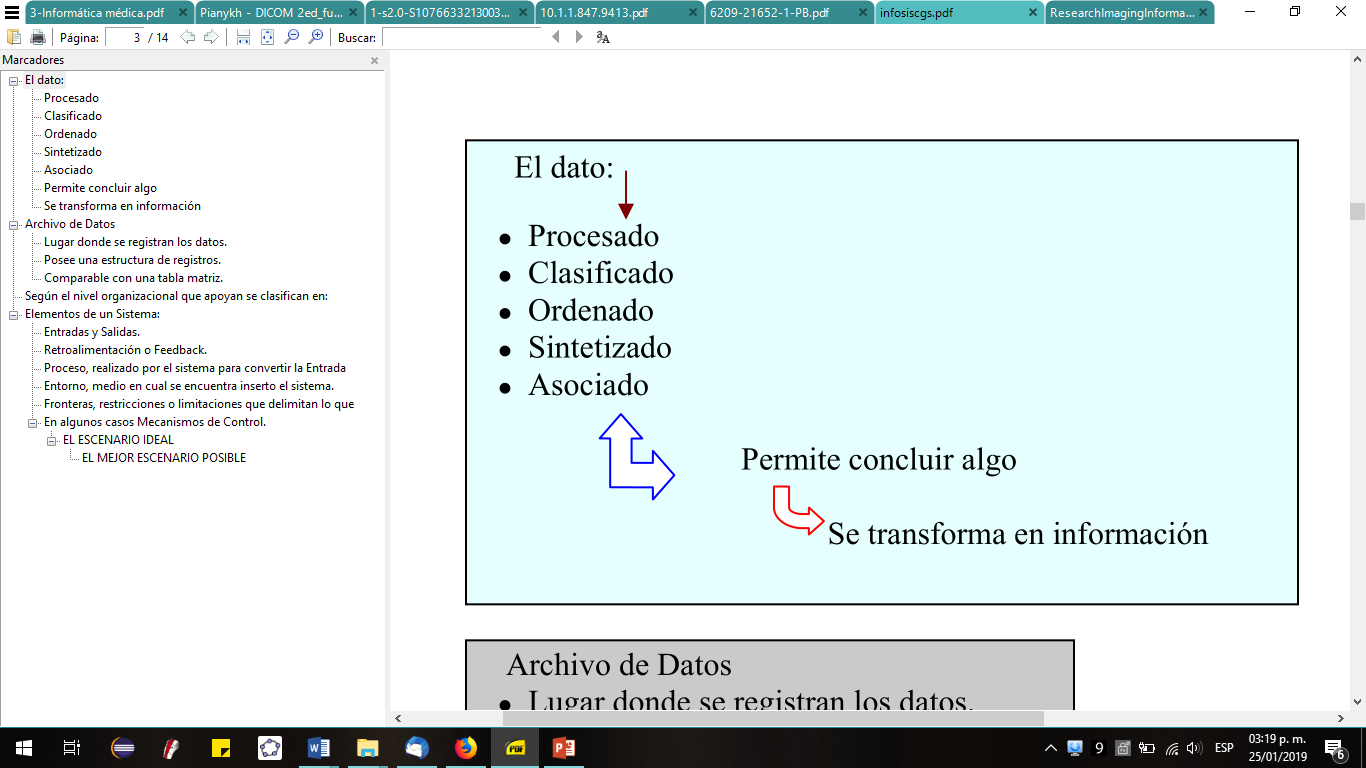 3-Informática médica.pdf
Pianykh - DICOM 2ed_fu...
1-s2.0-S1076633213003...
10.1.1.847.9413.pdf
6209-21652-1-PB.pdf
infosiscgs.pdf
ResearchImagingInforma...
Página: 3 / 14 Buscar:
Marcadores
El dato:
Procesado
Clasificado
Ordenado
Sintetizado
Asociado
Permite concluir algo
Se transforma en información
Archivo de Datos
Lugar donde se registran los datos.
Posee una estructura de registros.
Comparable con una tabla matriz.
Según el nivel organizacional que apoyan se clasifican en:
Elementos de un Sistema:
Entradas y Salidas.
Retroalimentación o Feedback.
Proceso, realizado por el sistema para convertir la Entrada
Entorno, medio en cual se encuentra inserto el sistema.
Fronteras, restricciones o limitaciones que delimitan lo que
En algunos casos Mecanismos de Control.
EL ESCENARIO IDEAL
EL MEJOR ESCENARIO POSIBLE
El dato:
• Procesado
• Clasificado
• Ordenado
• Sintetizado
• Asociado
Permite concluir algo
Se transforma en información
Archivo de Datos
• Lugar donde se registran los datos.
PDF
9
ESP
03:19 p. m.
25/01/2019
6